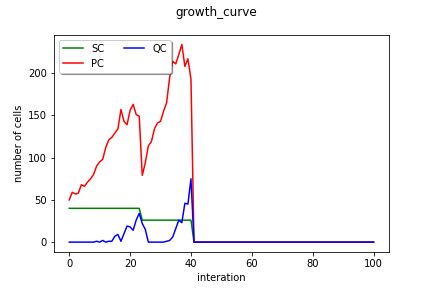 growth_curve
SC QC
PC
number of cells
200
150
100
50
0
0 20 40 60 80 100
interation